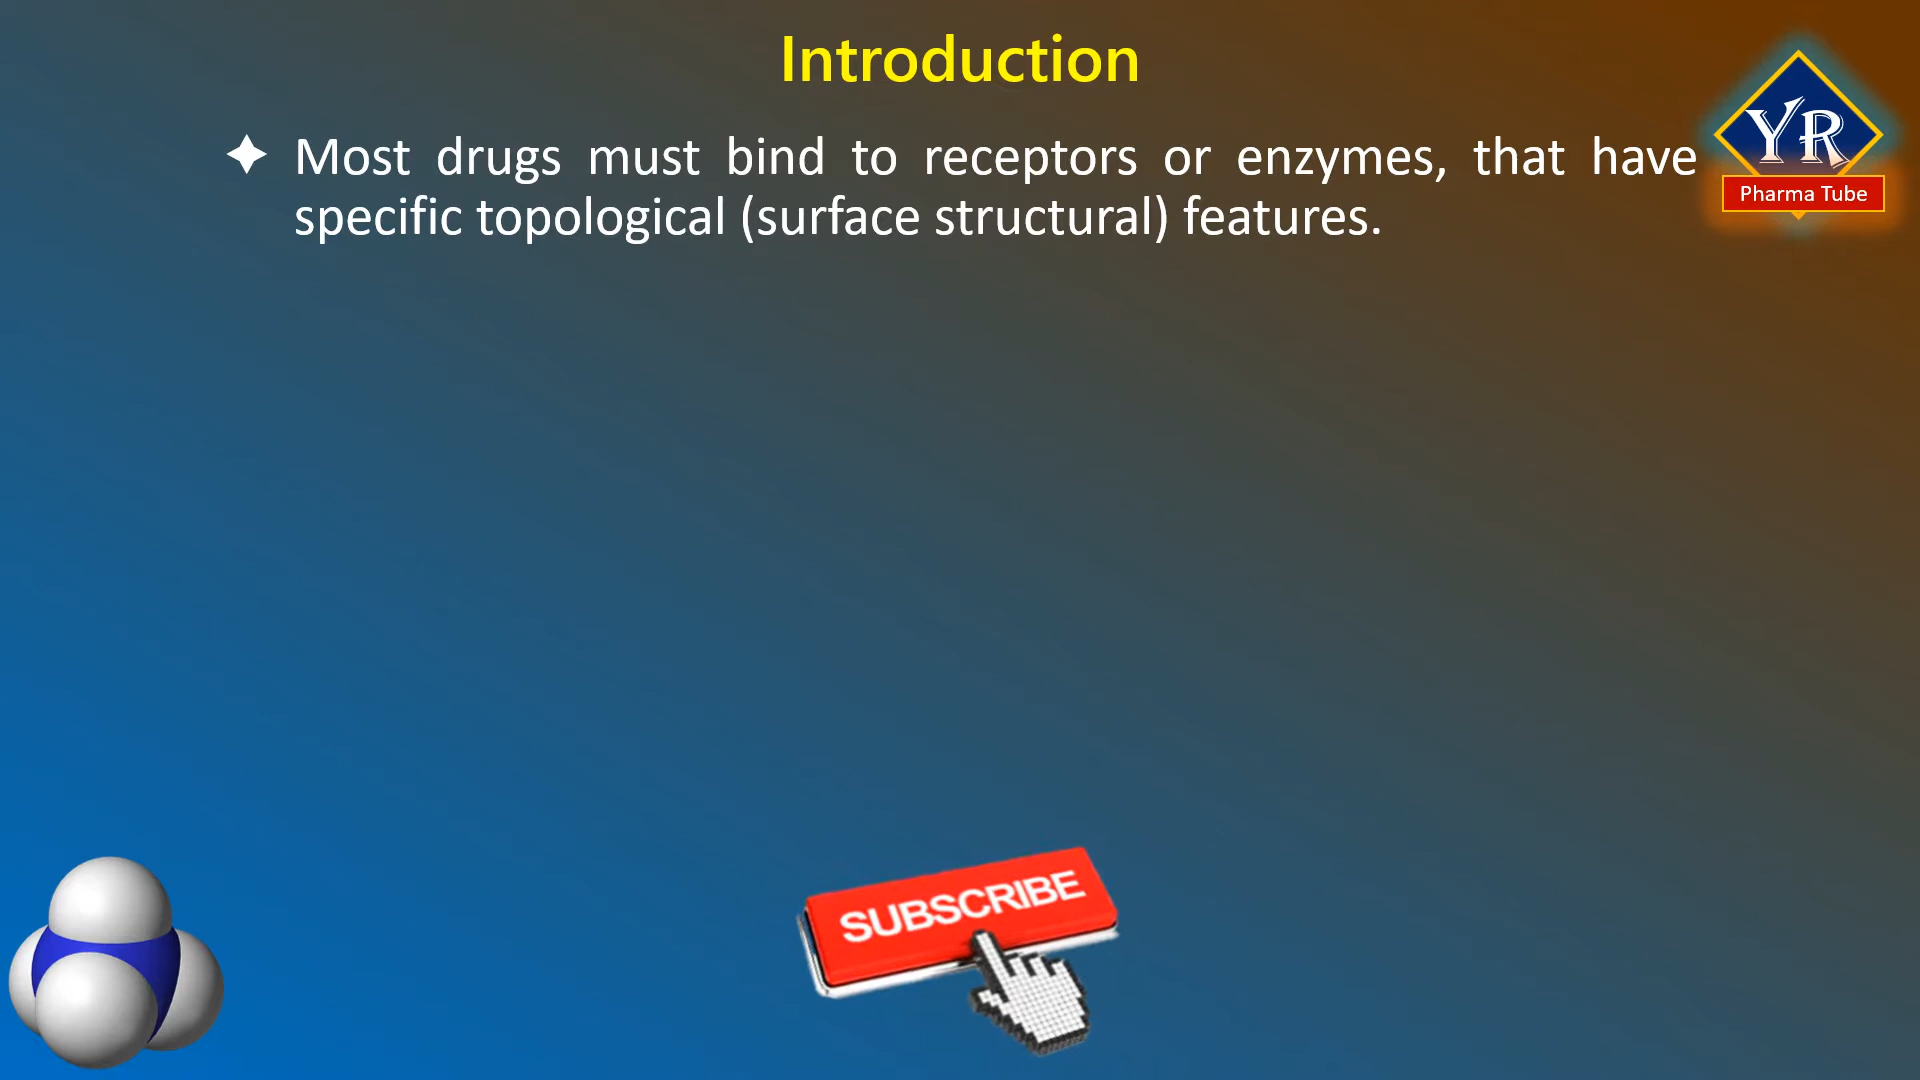 Introduction
Most drugs must bind to receptors or enzymes, that have
specific topological (surface structural) features.
YR
Pharma Tube
SUBSCRIBE